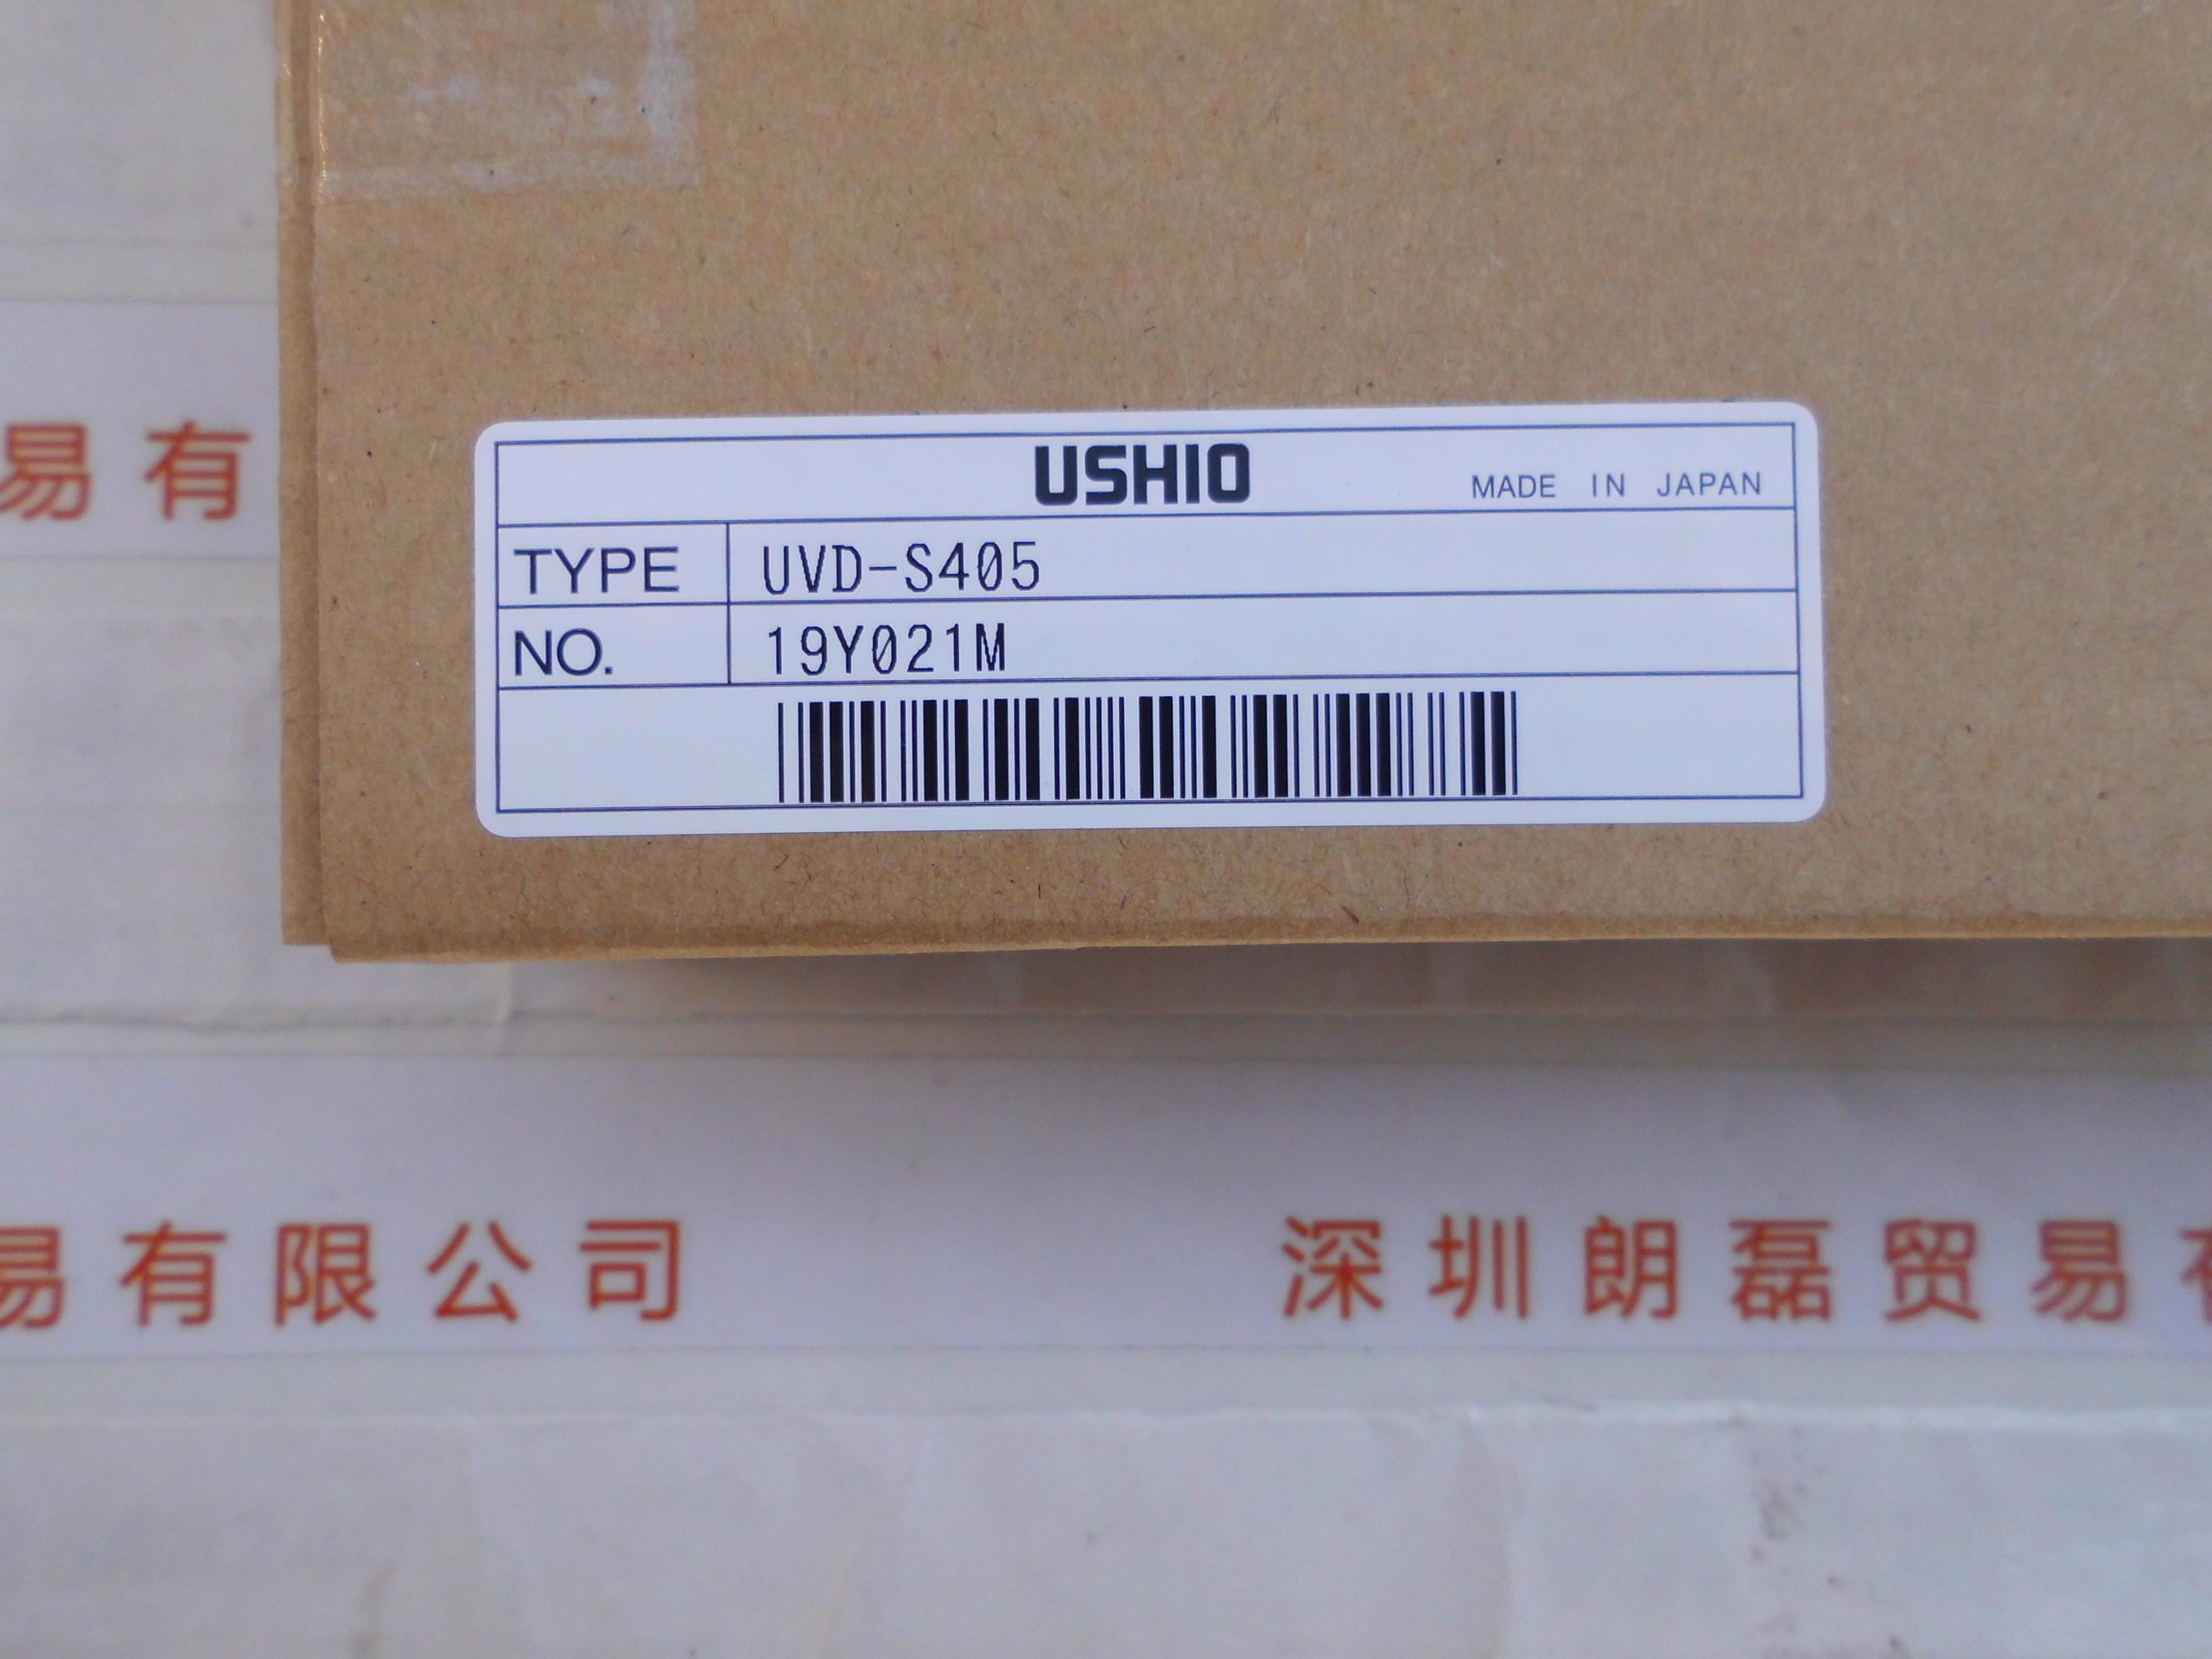 易有
USHIO MADE IN JAPAN
TYPE UVD-S405
NO. 19Y021M
易有限公司 深圳朗磊贸易有